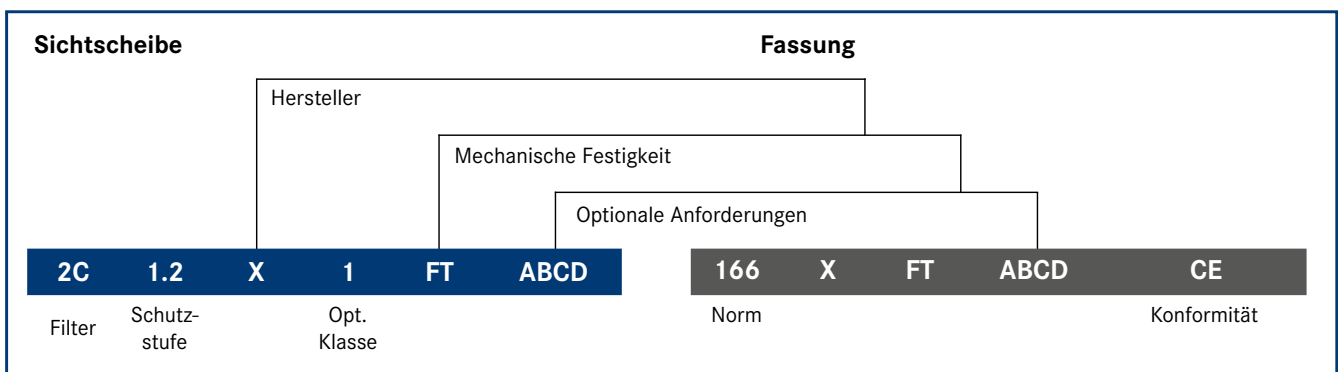 Sichtscheibe Fassung
Hersteller
Mechanische Festigkeit
Optionale Anforderungen
2C 1.2 X 1 FT ABCD 166 X FT ABCD CE
Filter Schutz- Opt. Norm Konformität
stufe Klasse